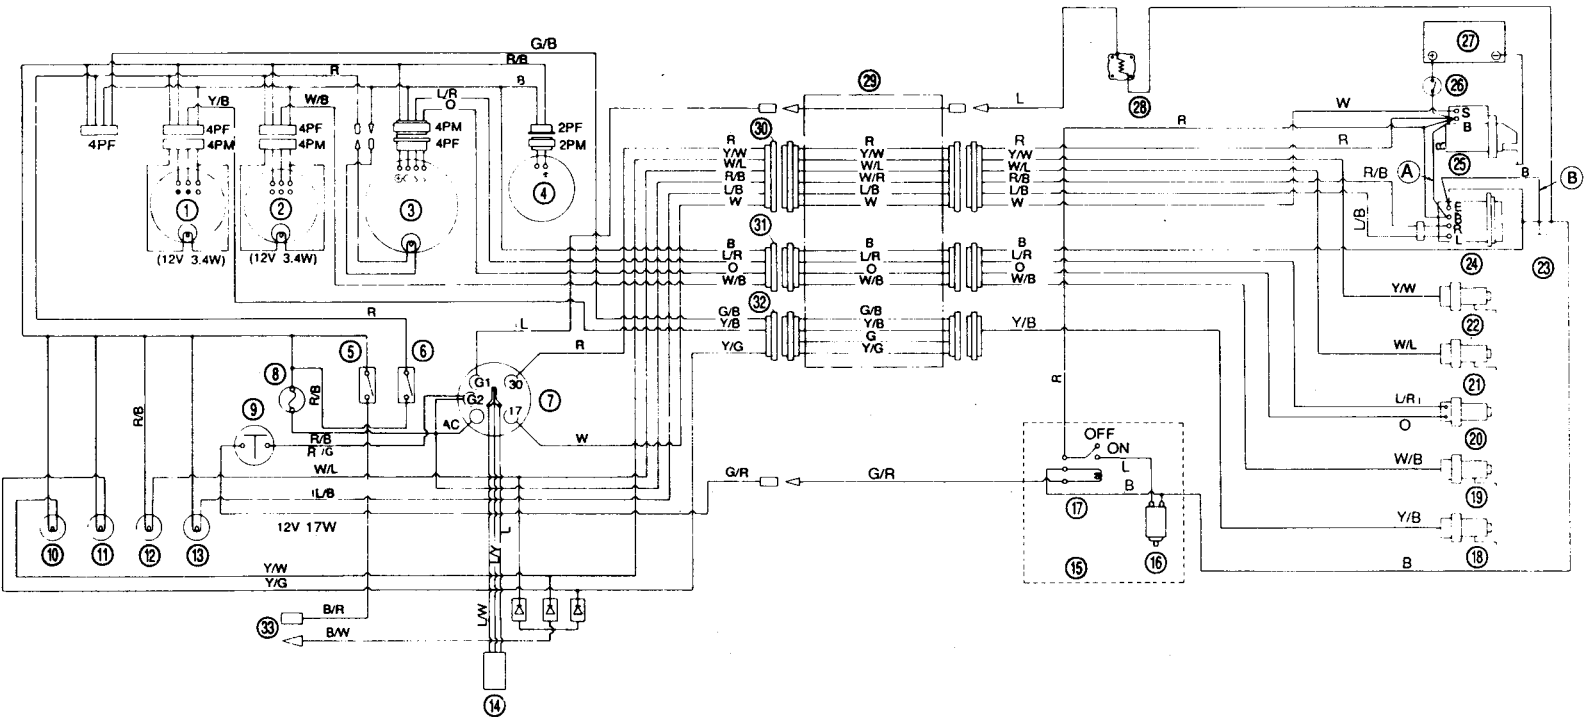 G/B
R/B
R
B
L/R
O
Y/B
W/B
4PF
4PF
4PM
4PF
4PM
4PM
4PF
2PF
2PM
1
2
3
4
(12V 3.4W)
(12V 3.4W)
R
L
R
5
6
7
8
9
G1
G2
30
17
AC
R/B
R/B
R/B
R/G
W
W/L
L/B
12V 17W
10
11
12
13
Y/W
Y/G
B/R
B/W
33
L
L/Y
L/W
14
29
30
R
Y/W
W/L
R/B
L/B
W
R
Y/W
W/L
W/R
L/B
W
R
Y/W
W/L
R/B
L/B
W
31
B
L/R
O
W/B
B
L/R
O
W/B
B
L/R
O
W/B
32
G/B
Y/B
Y/G
G/B
Y/B
G
Y/G
Y/B
L
28
27
26
W
R
R
S
B
R
25
A
B
B
R/B
L/B
E
B
R
L
24
23
Y/W
22
W/L
21
L/R
O
20
W/B
19
Y/B
18
B
R
OFF
ON
L
B
17
16
15
G/R
G/R